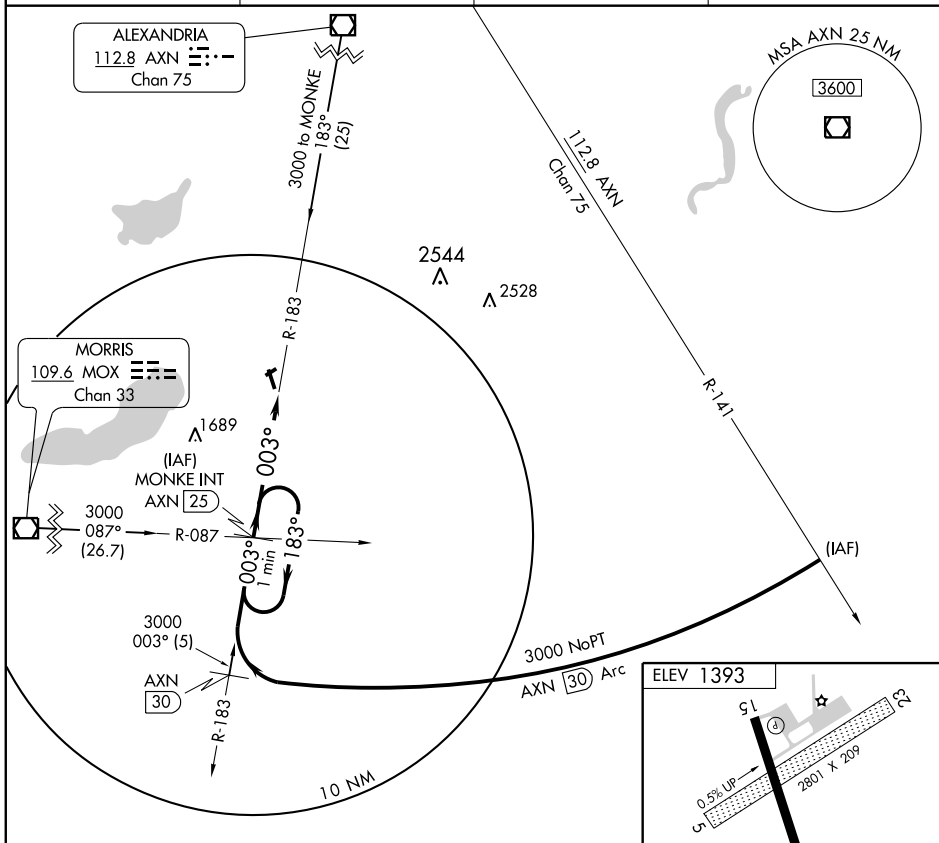 ALEXANDRIA
112.8 AXN
Chan 75
MSA AXN 25 NM
3600
3000 to MONKE
183°
(25)
112.8 AXN
Chan 75
2544
2528
R-183
MORRIS
109.6 MOX
Chan 33
R-141
1689
003°
(IAF)
MONKE INT
AXN 25
3000
087°
(26.7)
R-087
003°
1 min
183°
(IAF)
3000
003° (5)
3000 NoPT
AXN 30 Arc
AXN
30
R-183
10 NM
ELEV 1393
15
P
23
0.5% UP
2801 X 209
5